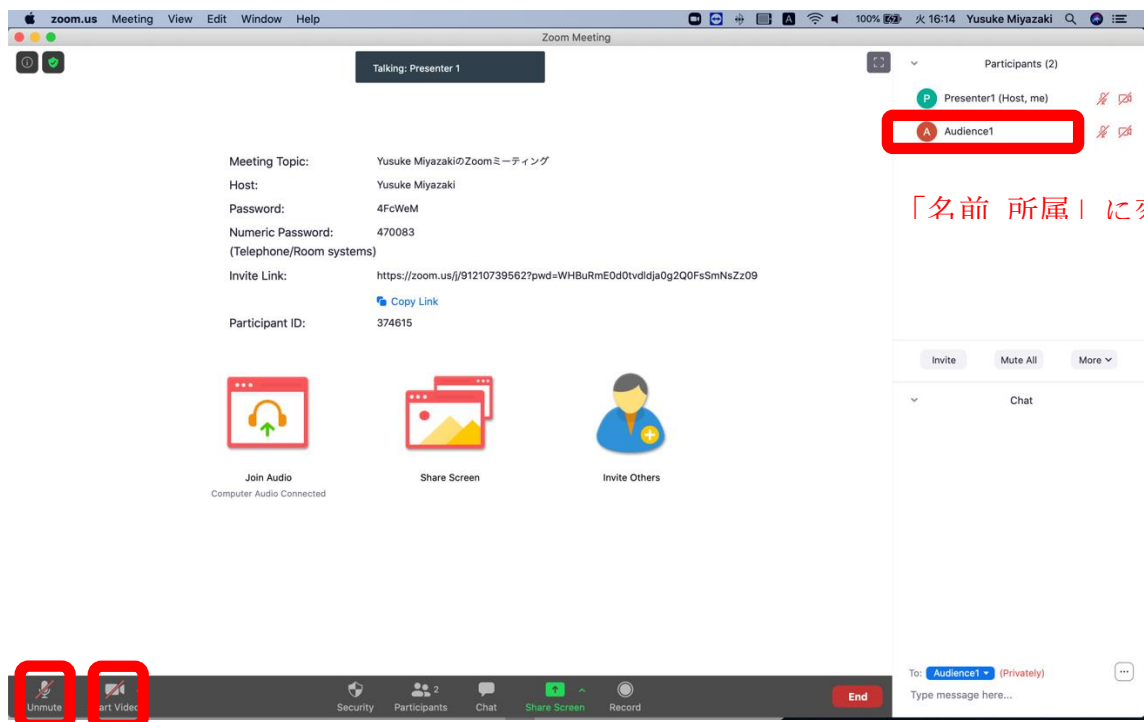 zoom.us Meeting View Edit Window Help A 100% 火 16:14 Yusuke Miyazaki
Zoom Meeting
Talking: Presenter 1
Participants (2)
P Presenter1 (Host, me)
A Audience1
「名前 所属」に
Meeting Topic: Yusuke MiyazakiのZoomミーティング
Host: Yusuke Miyazaki
Password: 4FcWeM
Numeric Password: 470083
(Telephone/Room systems)
Invite Link: https://zoom.us/j/91210739562?pwd=WHBuRmE0d0tvdldja0g2Q0FsSmNsZz09
Copy Link
Participant ID: 374615
Invite Mute All More
Chat
Join Audio
Computer Audio Connected
Share Screen
Invite Others
To: Audience1 (Privately)
Type message here...
Unmute
art Video
Security
Participants 2
Chat
Share Screen
Record
End